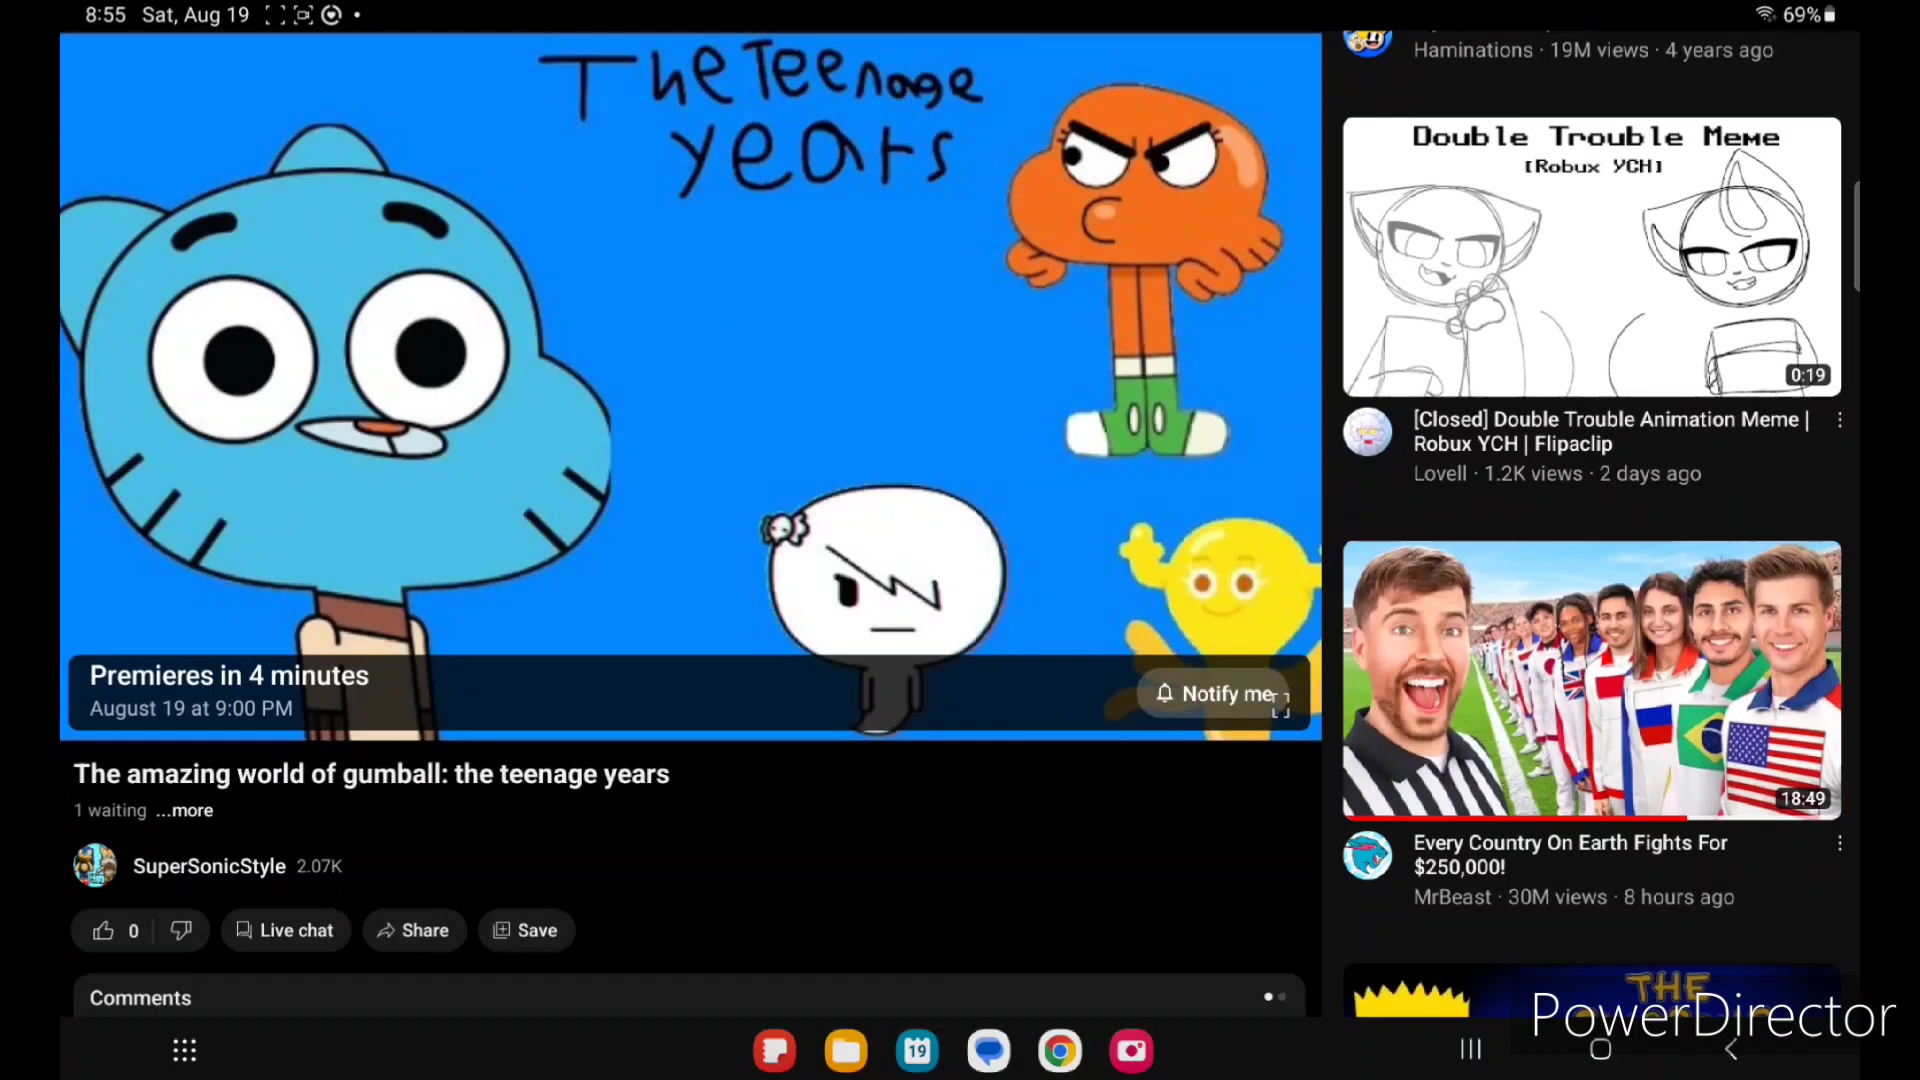 8:55 Sat, Aug 19
69%
The Teenage
years
Premieres in 4 minutes
August 19 at 9:00 PM
Notify me
The amazing world of gumball: the teenage years
1 waiting ...more
SuperSonicStyle 2.07K
0
Live chat
Share
Save
Comments
Haminations · 19M views · 4 years ago
Double Trouble Meme
[Robux YCH]
0:19
[Closed] Double Trouble Animation Meme |
Robux YCH | Flipaclip
Lovell · 1.2K views · 2 days ago
18:49
Every Country On Earth Fights For
$250,000!
MrBeast · 30M views · 8 hours ago
THE
PowerDirector
19